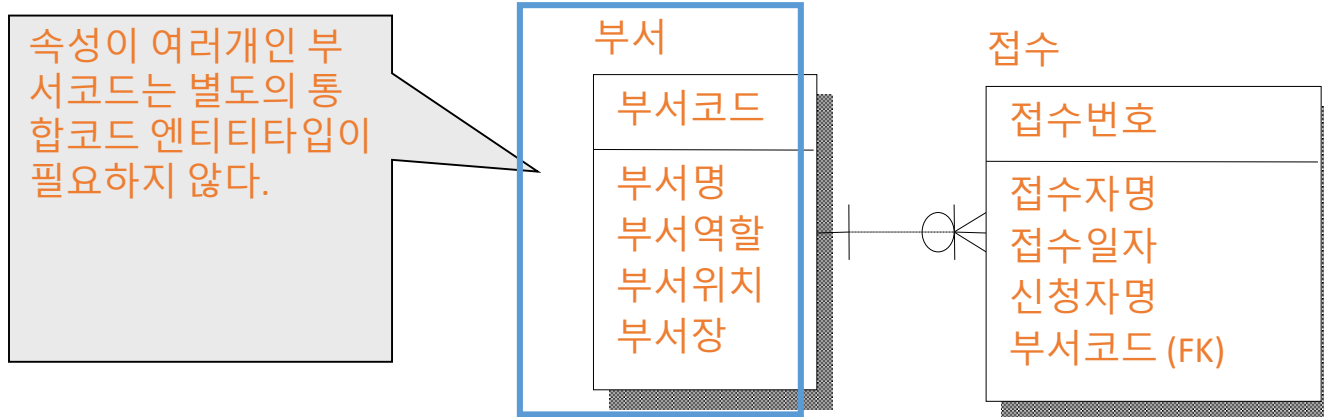 속성이 여러개인 부
서코드는 별도의 통
합코드 엔티티타입이
필요하지 않다.
부서
부서코드
부서명
부서역할
부서위치
부서장
접수
접수번호
접수자명
접수일자
신청자명
부서코드 (FK)